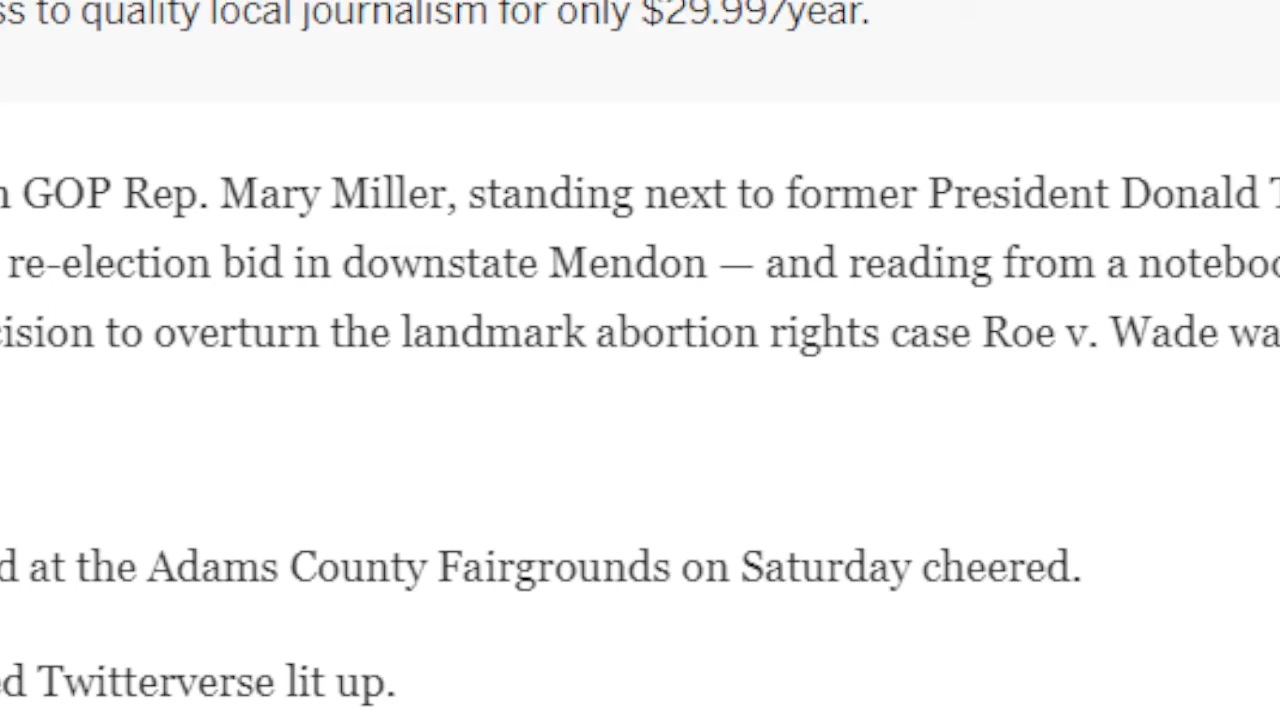 ss to quality local journalism for only $29.99/year.
GOP Rep. Mary Miller, standing next to former President Donald
re-election bid in downstate Mendon — and reading from a noteboo
cision to overturn the landmark abortion rights case Roe v. Wade wa
d at the Adams County Fairgrounds on Saturday cheered.
ed Twitterverse lit up.